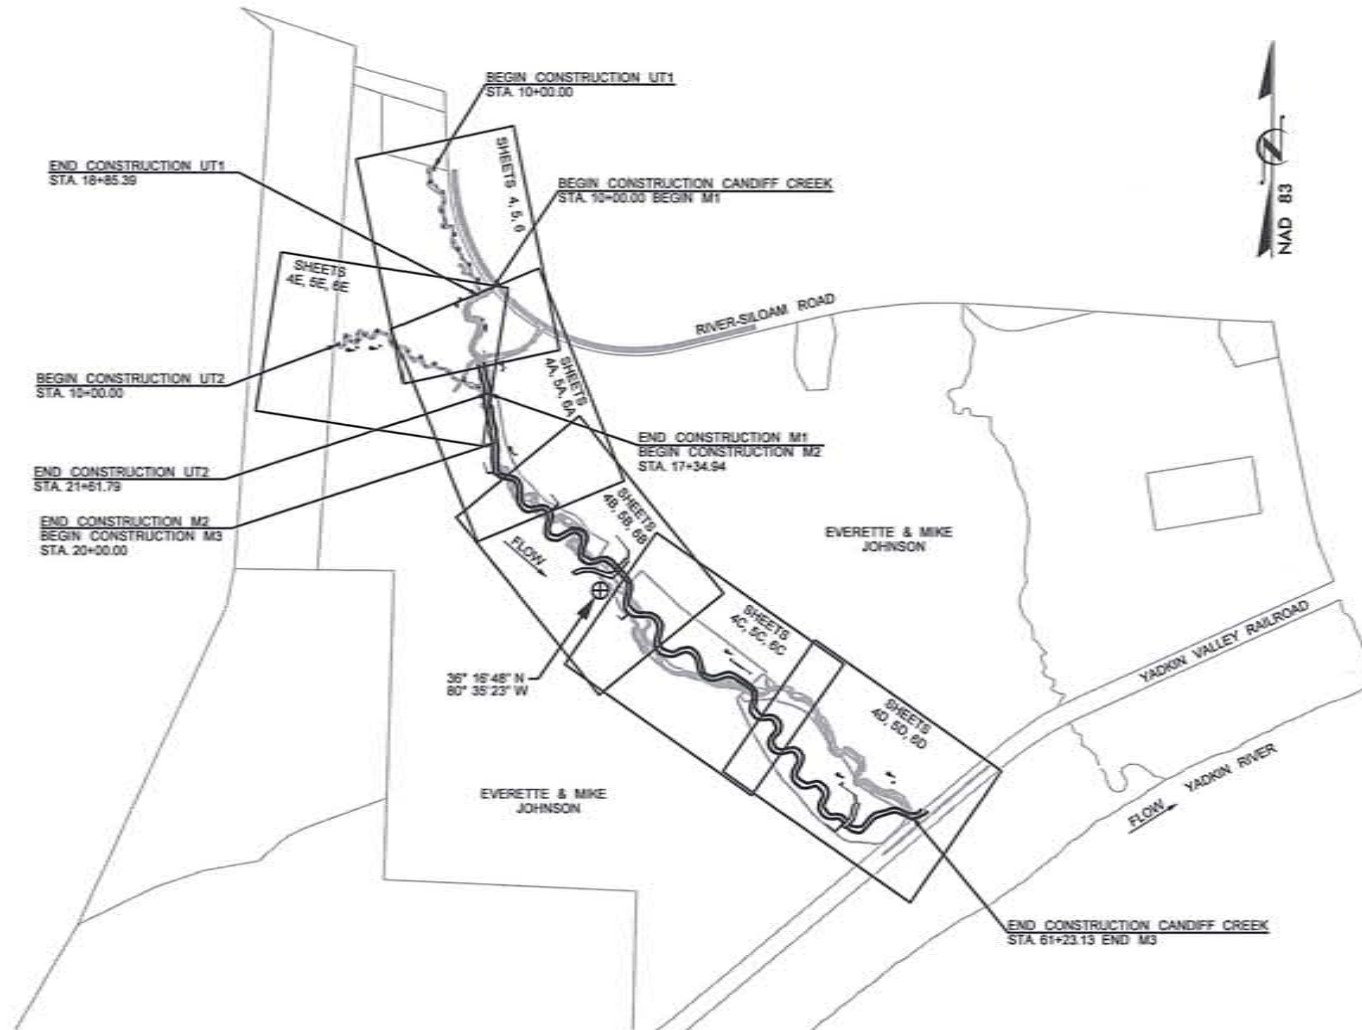 BEGIN CONSTRUCTION UT1
STA. 10+00.00
END CONSTRUCTION UT1
STA. 18+85.39
SHEETS 4, 5, 6
BEGIN CONSTRUCTION CANDIFF CREEK
STA. 10+00.00 BEGIN M1
NAD 83
SHEETS
4E, 5E, 6E
RIVER-SILOAM ROAD
BEGIN CONSTRUCTION UT2
STA. 10+00.00
SHEETS
4A, 5A, 6A
END CONSTRUCTION M1
BEGIN CONSTRUCTION M2
STA. 17+34.94
END CONSTRUCTION UT2
STA. 21+61.79
END CONSTRUCTION M2
BEGIN CONSTRUCTION M3
STA. 20+00.00
SHEETS
4B, 5B, 6B
EVERETTE & MIKE
JOHNSON
FLOW
SHEETS
4C, 5C, 6C
36° 16' 48" N
80° 35' 23" W
YADKIN VALLEY RAILROAD
SHEETS
4D, 5D, 6D
EVERETTE & MIKE
JOHNSON
FLOW
YADKIN RIVER
END CONSTRUCTION CANDIFF CREEK
STA. 61+23.13 END M3